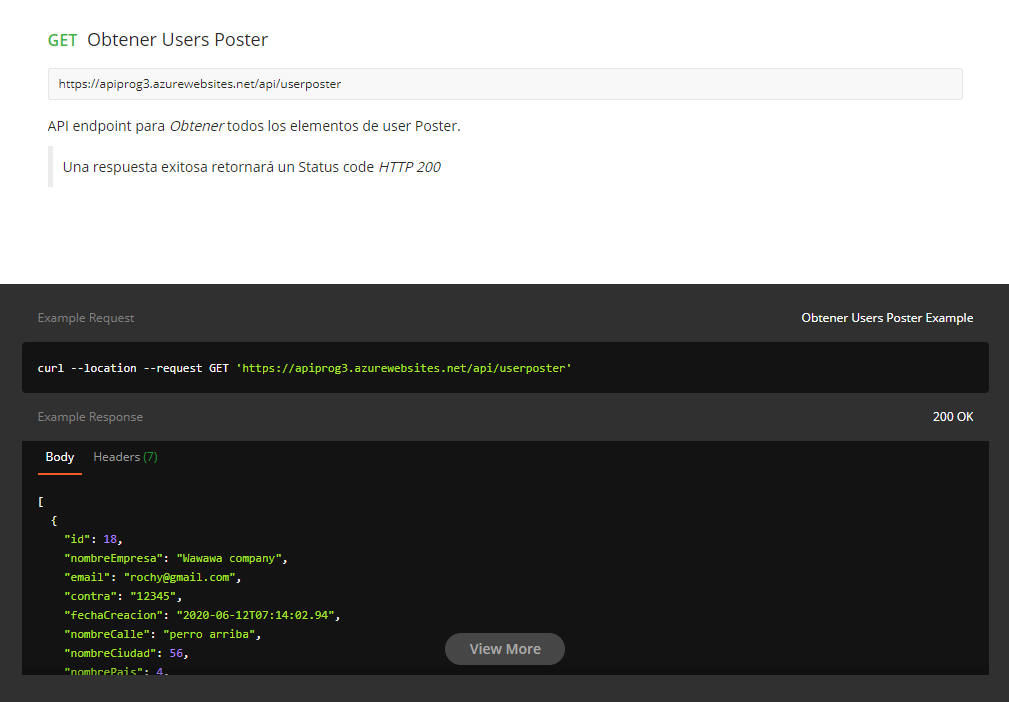 GET Obtener Users Poster
https://apiprog3.azurewebsites.net/api/userposter
API endpoint para Obtener todos los elementos de user Poster.
Una respuesta exitosa retornará un Status code HTTP 200
Example Request
Obtener Users Poster Example
curl --location --request GET 'https://apiprog3.azurewebsites.net/api/userposter'
Example Response
200 OK
Body Headers (7)
[
{
"id": 18,
"nombreEmpresa": "Wawawa company",
"email": "rochy@gmail.com",
"contra": "12345",
"fechaCreacion": "2020-06-12T07:14:02.94",
"nombreCalle": "perro arriba",
"nombreCiudad": 56,
"nombrePais": 4,
View More